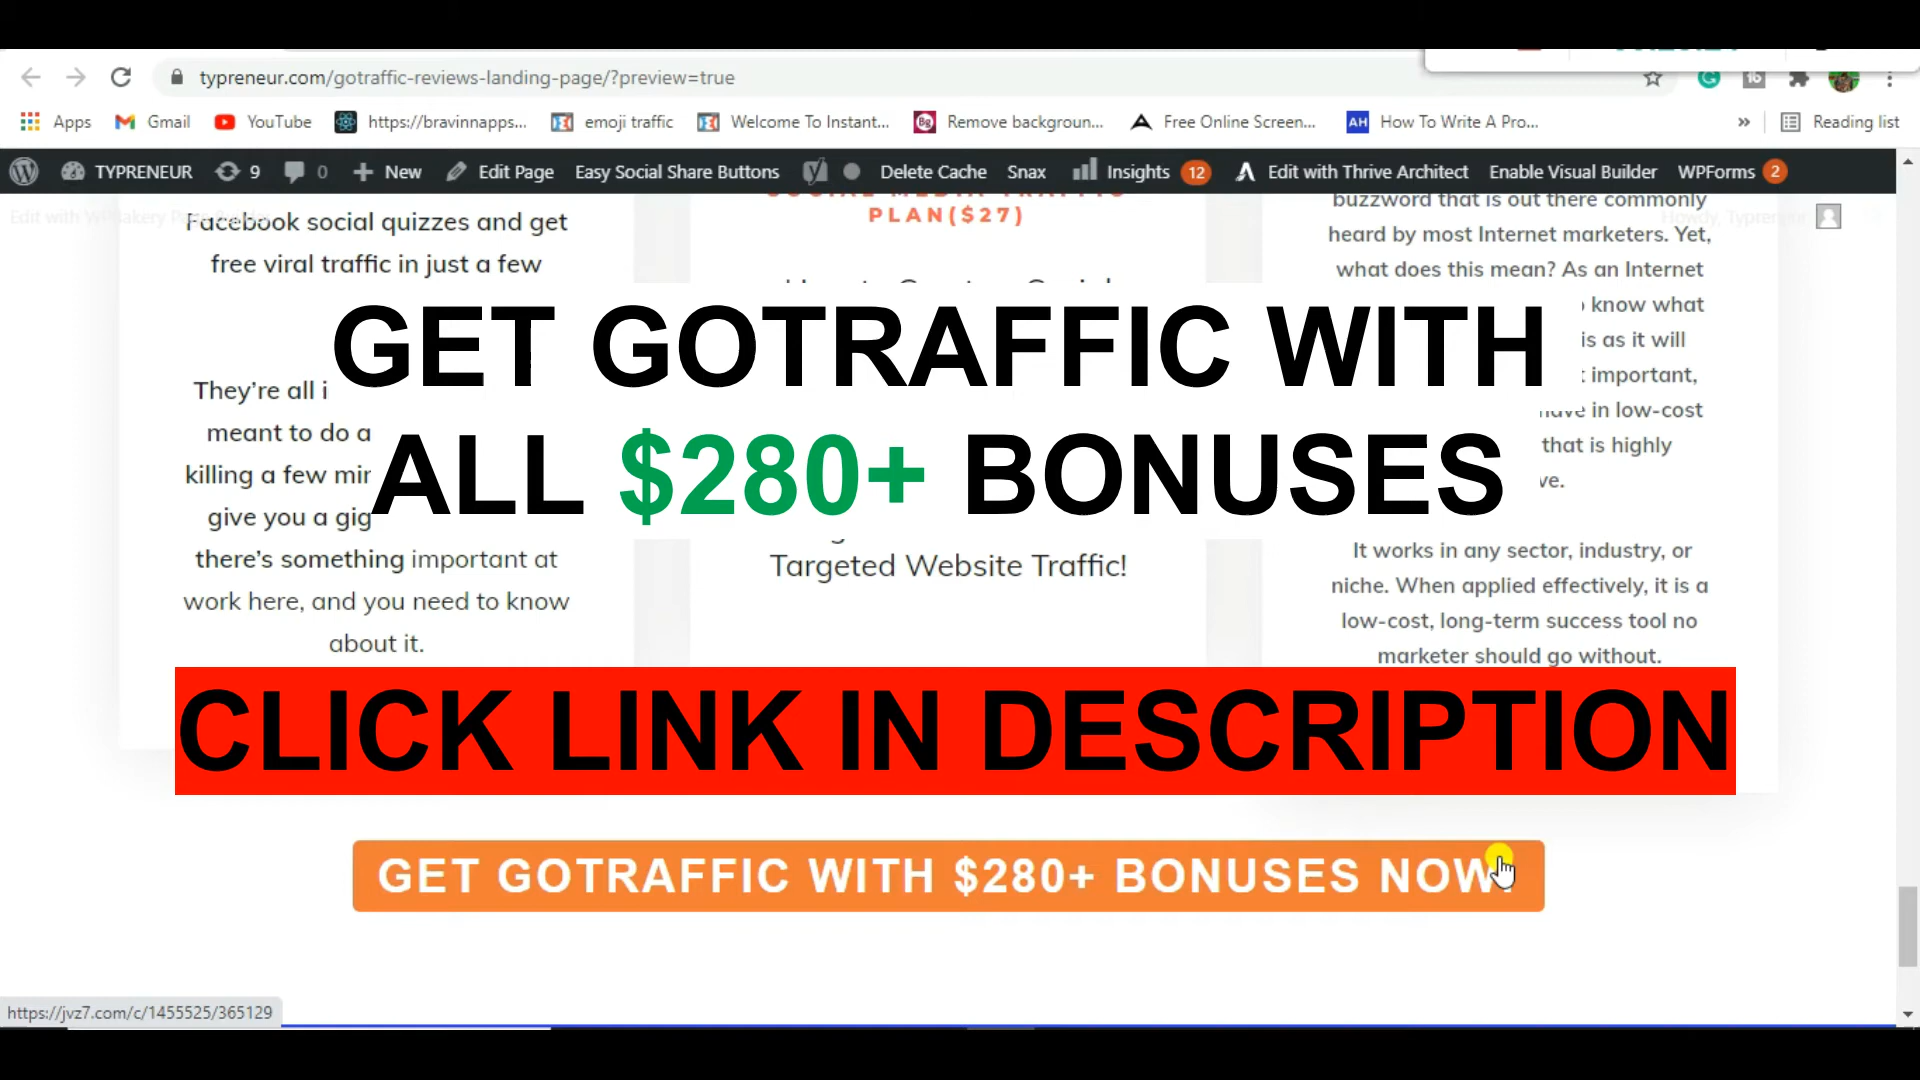 typreneur.com/gotraffic-reviews-landing-page/?preview=true
Apps Gmail YouTube https://bravinnapps... emoji traffic Welcome To Instant... Remove backgroun... Free Online Screen... How To Write A Pro... » Reading list
TYPRENEUR 9 0 New Edit Page Easy Social Share Buttons Delete Cache Snax Insights 12 Edit with Thrive Architect Enable Visual Builder WPForms 2
Facebook social quizzes and get
free viral traffic in just a few
They’re all i
meant to do a
killing a few min
give you a gig
there’s something important at
work here, and you need to know
about it.
SOCIAL MEDIA TRAFFIC
PLAN($27)
Targeted Website Traffic!
buzzword that is out there commonly
heard by most Internet marketers. Yet,
what does this mean? As an Internet
know what
is as it will
important,
have in low-cost
that is highly
ve.
It works in any sector, industry, or
niche. When applied effectively, it is a
low-cost, long-term success tool no
marketer should go without.
GET GOTRAFFIC WITH
ALL $280+ BONUSES
CLICK LINK IN DESCRIPTION
GET GOTRAFFIC WITH $280+ BONUSES NOW
https://jvz7.com/c/1455525/365129